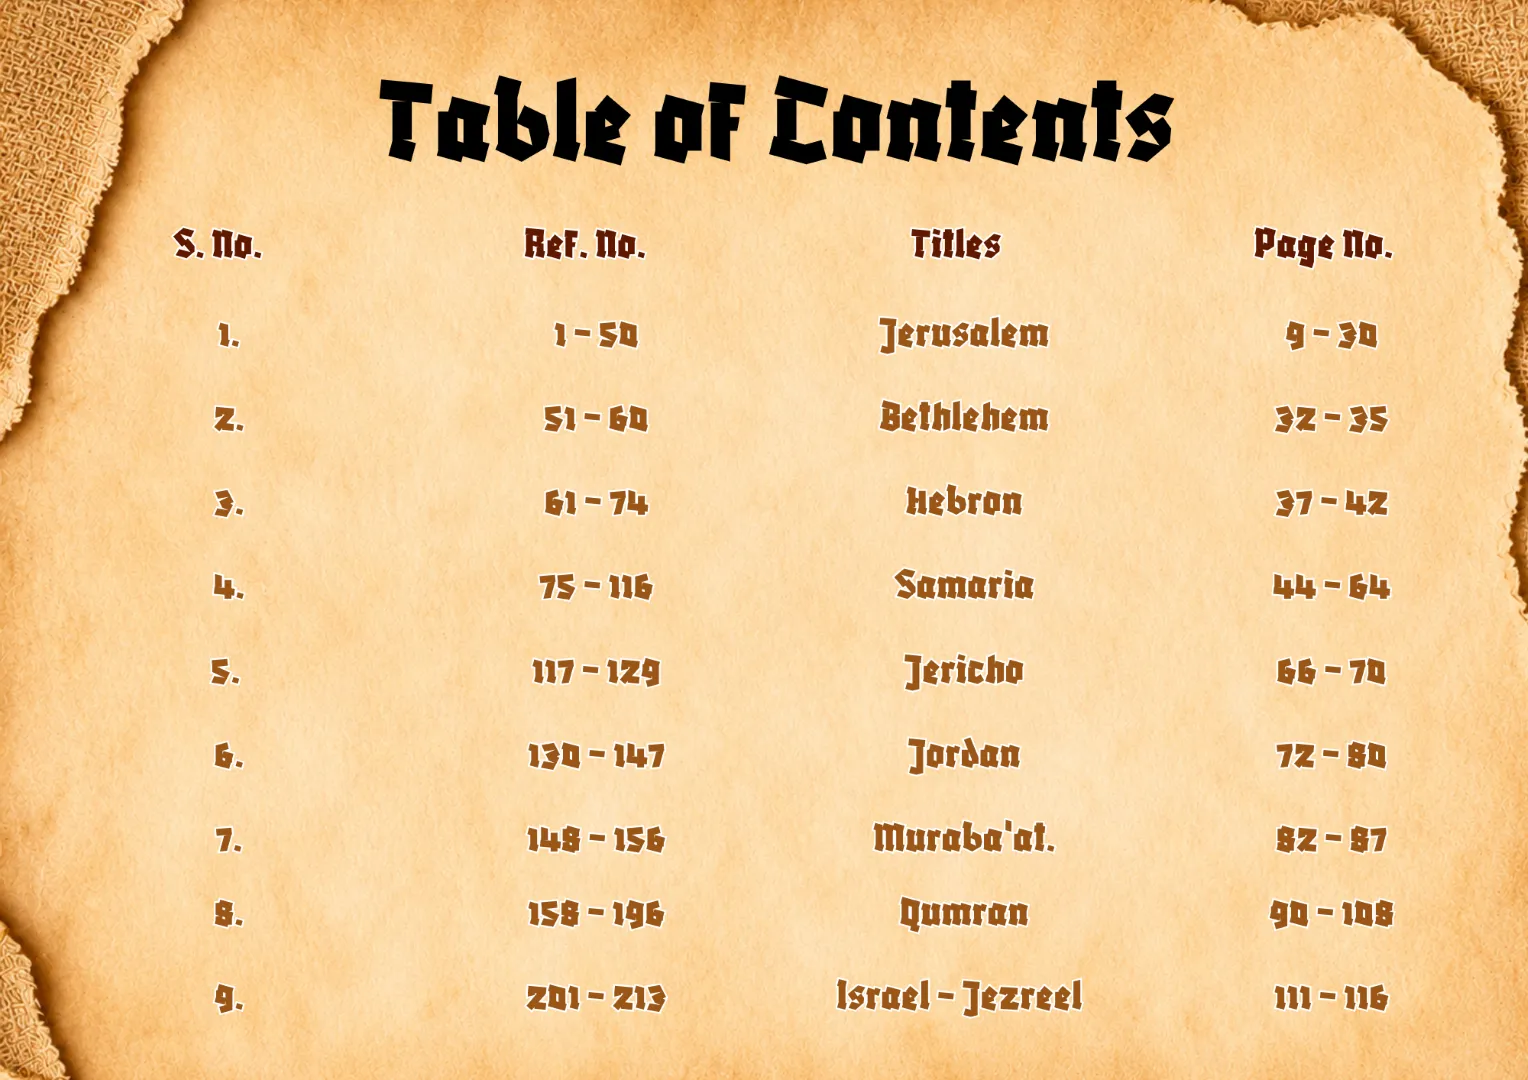 Table of Contents
S. No. Ref. No. Titles Page No.
1. 1 – 50 Jerusalem 9 – 30
2. 51 – 60 Bethlehem 32 – 35
3. 61 – 74 Hebron 37 – 42
4. 75 – 116 Samaria 44 – 64
5. 117 – 129 Jericho 66 – 70
6. 130 – 147 Jordan 72 – 80
7. 148 – 156 Muraba'at. 82 – 87
8. 158 – 196 Qumran 90 – 108
9. 201 – 213 Israel – Jezreel 111 – 116